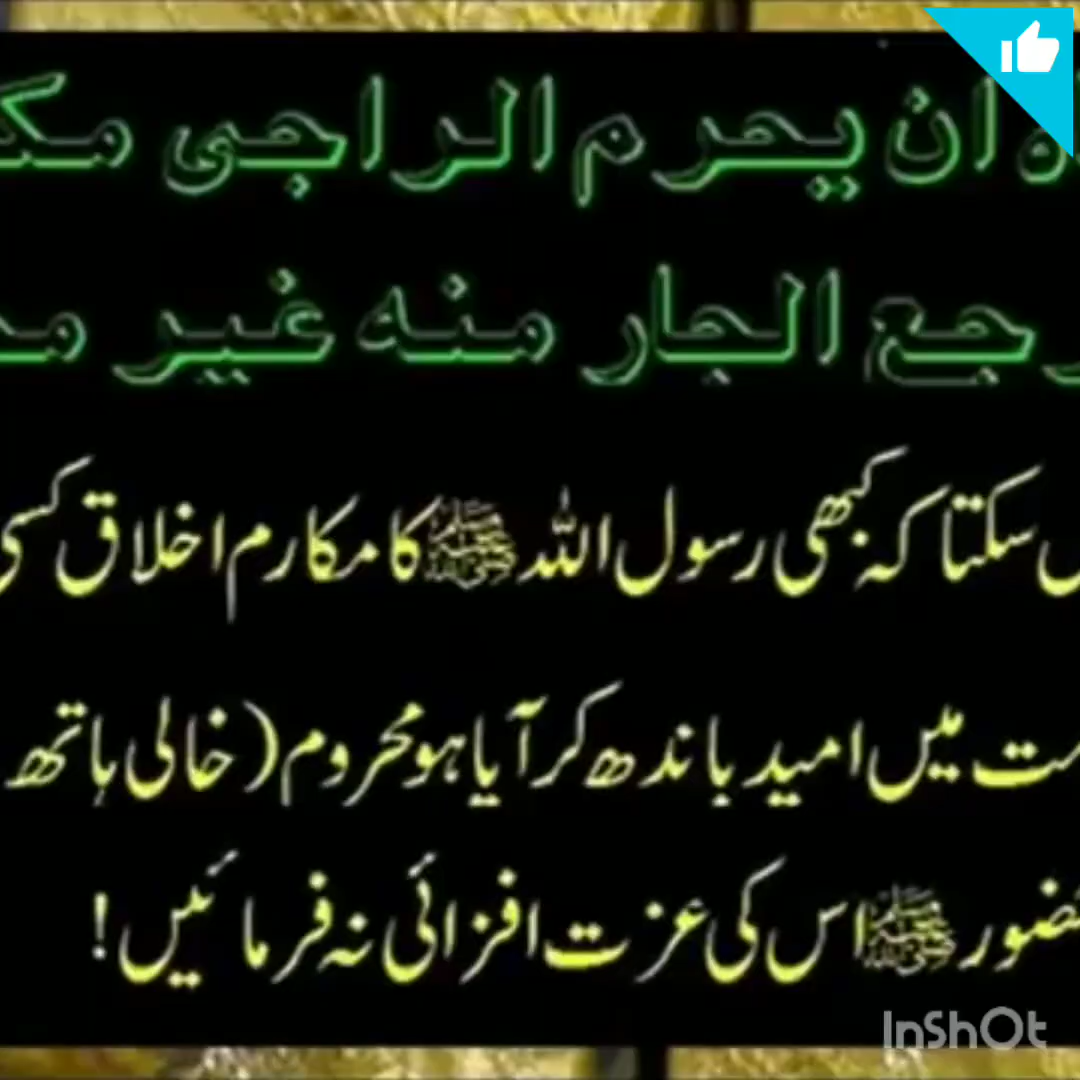 ه ان يحرم الراجى مك
رجع الجار منه غير مح
ں سکتا کہ کبھی رسول اللہ ﷺ کا مکارم اخلاق کسی
ت میں امید باندھ کر آیا ہو محروم (خالی ہاتھ
حضور ﷺ اس کی عزت افزائی نہ فرمائیں!
InShOt